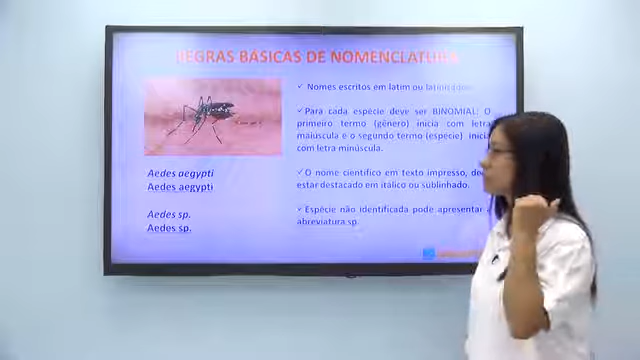 REGRAS BÁSICAS DE NOMENCLATURA
✓ Nomes escritos em latim ou latinizados.
✓Para cada espécie deve ser BINOMIAL: O
primeiro termo (gênero) inicia com letra
maiúscula e o segundo termo (espécie) inicia
com letra minúscula.
✓O nome científico em texto impresso,
estar destacado em itálico ou sublinhado.
✓Espécie não identificada pode apresentar a
abreviatura sp.
Aedes aegypti
Aedes aegypti
Aedes sp.
Aedes sp.